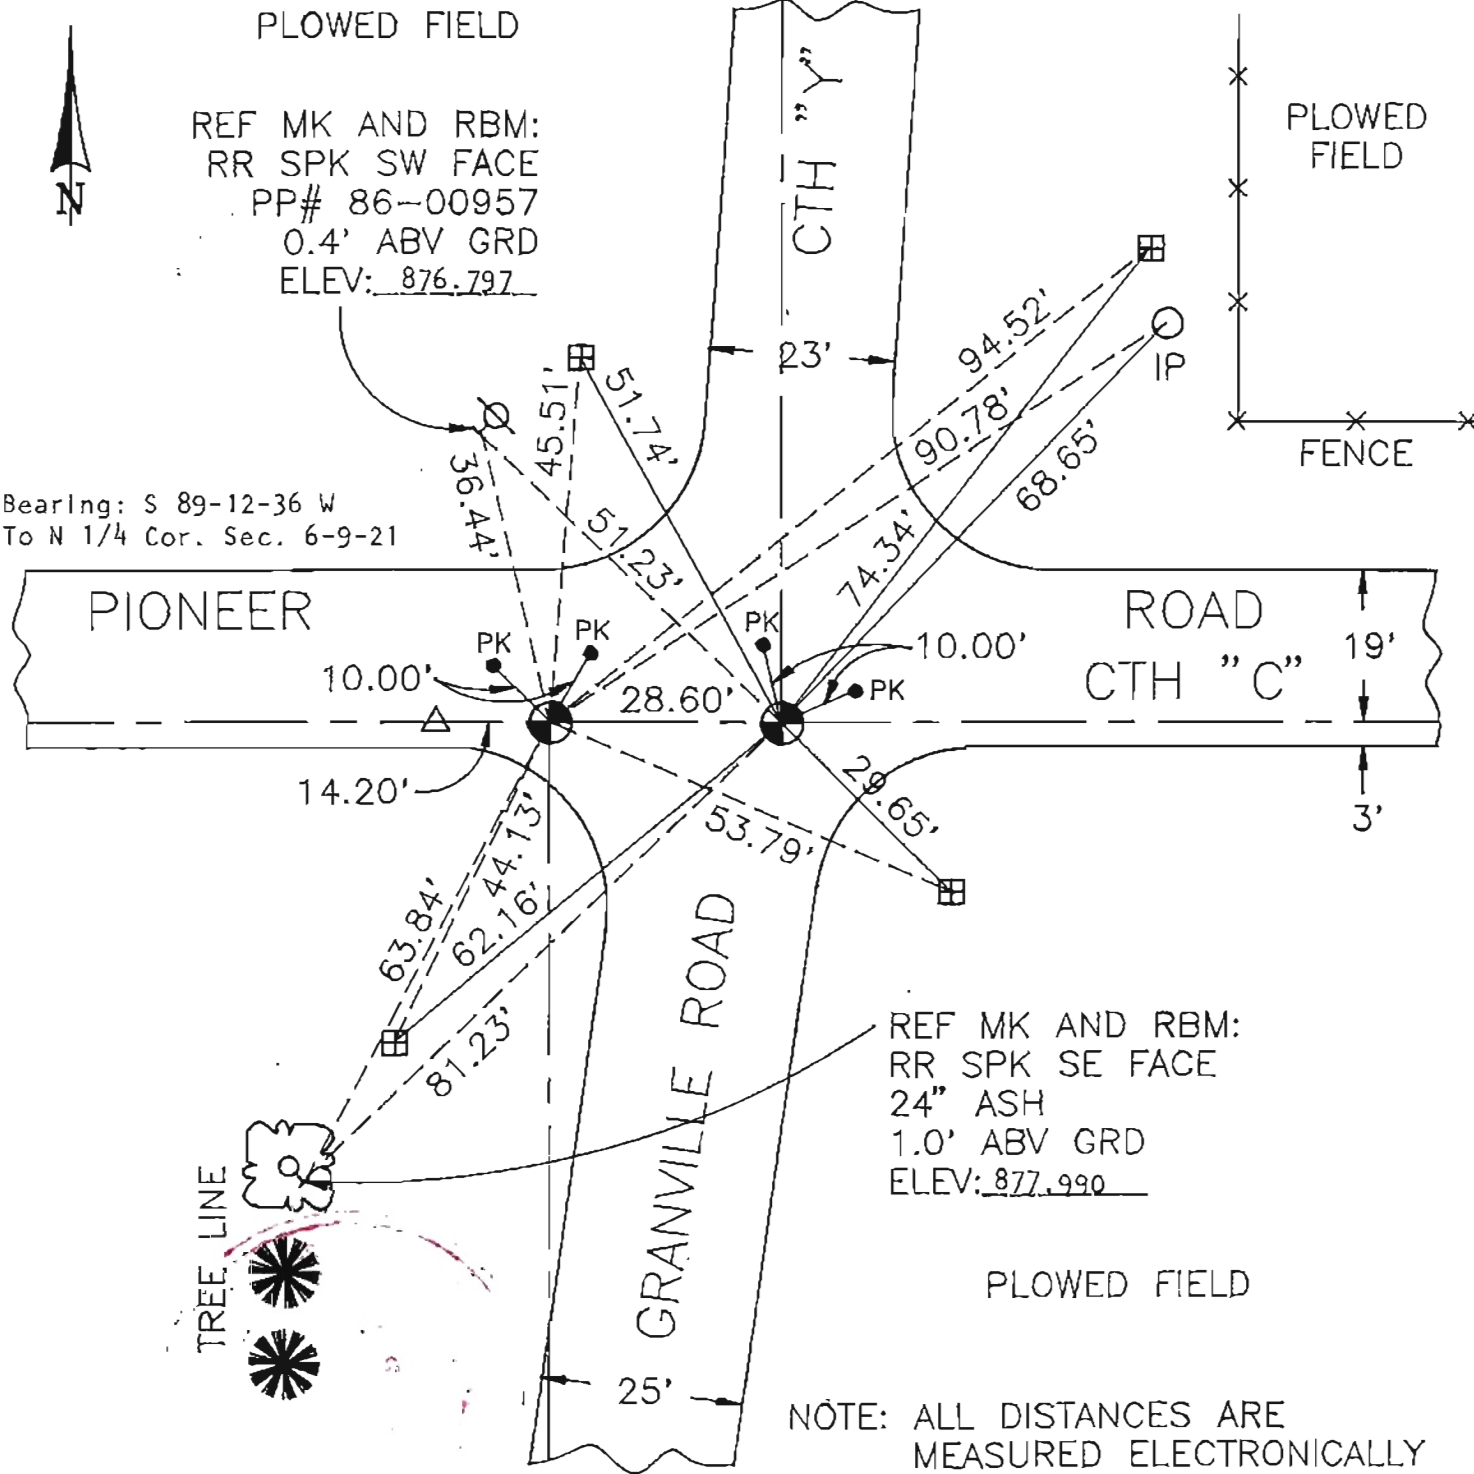 PLOWED FIELD
N
REF MK AND RBM:
RR SPK SW FACE
PP# 86-00957
0.4' ABV GRD
ELEV: 876.797
CTH "Y"
PLOWED
FIELD
23'
IP
FENCE
94.52'
90.78'
68.65'
74.34'
51.74'
45.51'
36.44'
51.23'
Bearing: S 89-12-36 W
To N 1/4 Cor. Sec. 6-9-21
PIONEER
ROAD
CTH "C"
19'
3'
PK
PK
PK
PK
10.00'
10.00'
28.60'
14.20'
29.65'
53.79'
44.13'
63.84'
62.16'
81.23'
GRANVILLE ROAD
REF MK AND RBM:
RR SPK SE FACE
24" ASH
1.0' ABV GRD
ELEV: 877.990
TREE LINE
PLOWED FIELD
25'
NOTE: ALL DISTANCES ARE
MEASURED ELECTRONICALLY